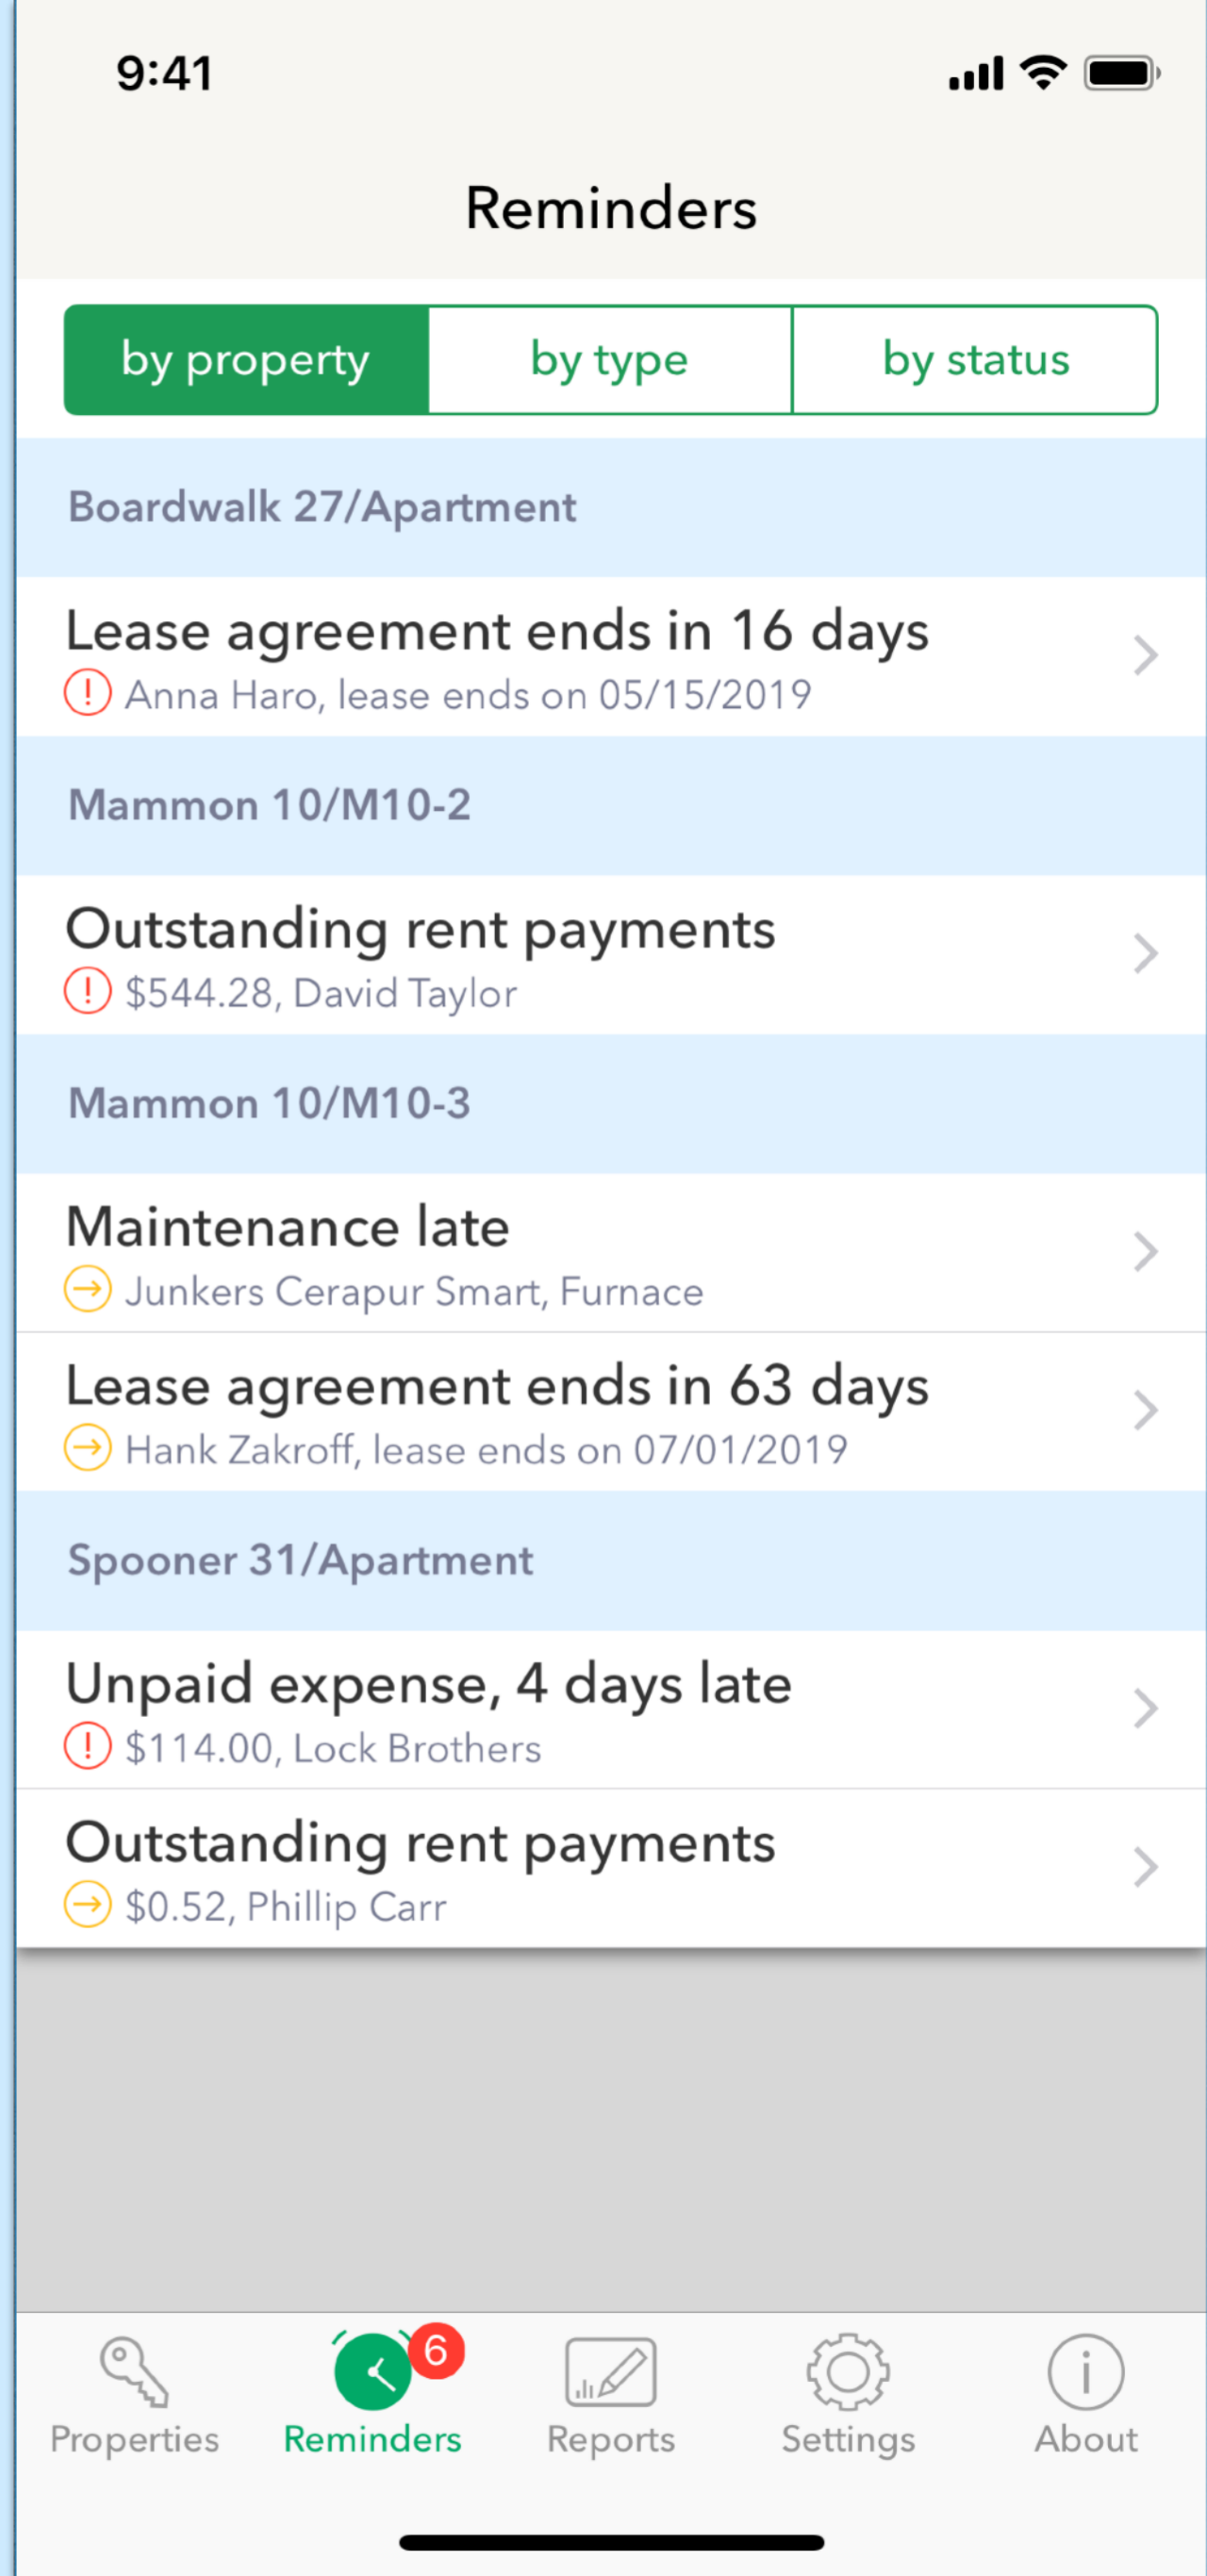 9:41
Reminders
by property
by type
by status
Boardwalk 27/Apartment
Lease agreement ends in 16 days
Anna Haro, lease ends on 05/15/2019
Mammon 10/M10-2
Outstanding rent payments
$544.28, David Taylor
Mammon 10/M10-3
Maintenance late
Junkers Cerapur Smart, Furnace
Lease agreement ends in 63 days
Hank Zakroff, lease ends on 07/01/2019
Spooner 31/Apartment
Unpaid expense, 4 days late
$114.00, Lock Brothers
Outstanding rent payments
$0.52, Phillip Carr
6
Properties
Reminders
Reports
Settings
About